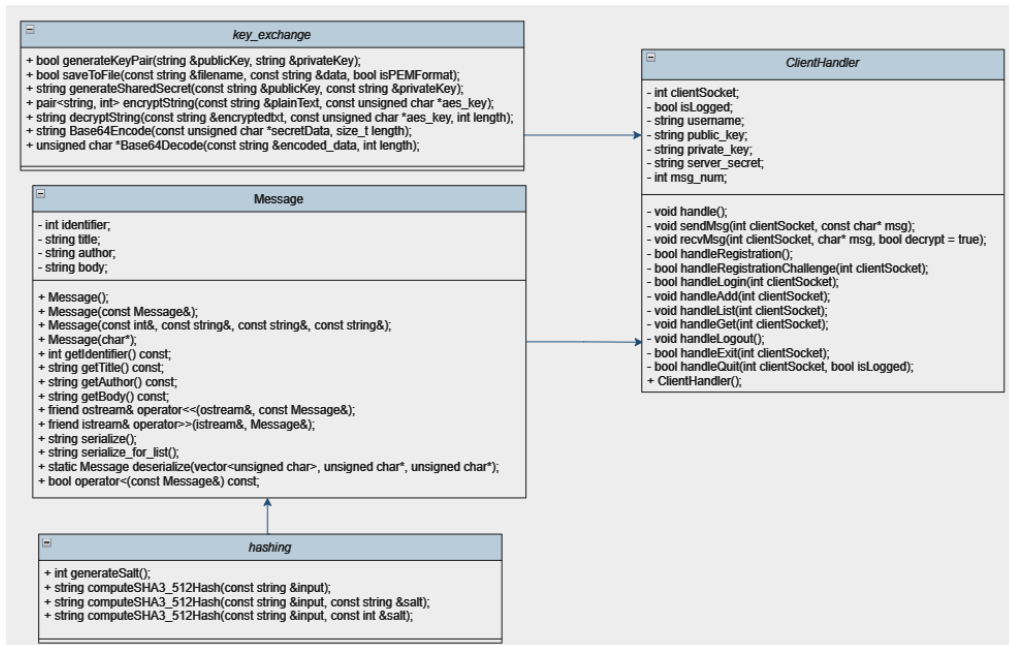 key_exchange
+ bool generateKeyPair(string &publicKey, string &privateKey);
+ bool saveToFile(const string &filename, const string &data, bool isPEMFormat);
+ string generateSharedSecret(const string &publicKey, const string &privateKey);
+ pair<string, int> encryptString(const string &plainText, const unsigned char *aes_key);
+ string decryptString(const string &encryptedtxt, const unsigned char *aes_key, int length);
+ string Base64Encode(const unsigned char *secretData, size_t length);
+ unsigned char *Base64Decode(const string &encoded_data, int length);
Message
- int identifier;
- string title;
- string author;
- string body;
+ Message();
+ Message(const Message&);
+ Message(const int&, const string&, const string&, const string&);
+ Message(char*);
+ int getIdentifier() const;
+ string getTitle() const;
+ string getAuthor() const;
+ string getBody() const;
+ friend ostream& operator<<(ostream&, const Message&);
+ friend istream& operator>>(istream&, Message&);
+ string serialize();
+ string serialize_for_list();
+ static Message deserialize(vector<unsigned char>, unsigned char*, unsigned char*);
+ bool operator<(const Message&) const;
hashing
+ int generateSalt();
+ string computeSHA3_512Hash(const string &input);
+ string computeSHA3_512Hash(const string &input, const string &salt);
+ string computeSHA3_512Hash(const string &input, const int &salt);
ClientHandler
- int clientSocket;
- bool isLogged;
- string username;
- string public_key;
- string private_key;
- string server_secret;
- int msg_num;
- void handle();
- void sendMsg(int clientSocket, const char* msg);
- void recvMsg(int clientSocket, char* msg, bool decrypt = true);
- bool handleRegistration();
- bool handleRegistrationChallenge(int clientSocket);
- bool handleLogin(int clientSocket);
- void handleAdd(int clientSocket);
- void handleList(int clientSocket);
- void handleGet(int clientSocket);
- void handleLogout();
- bool handleExit(int clientSocket);
- bool handleQuit(int clientSocket, bool isLogged);
+ ClientHandler();